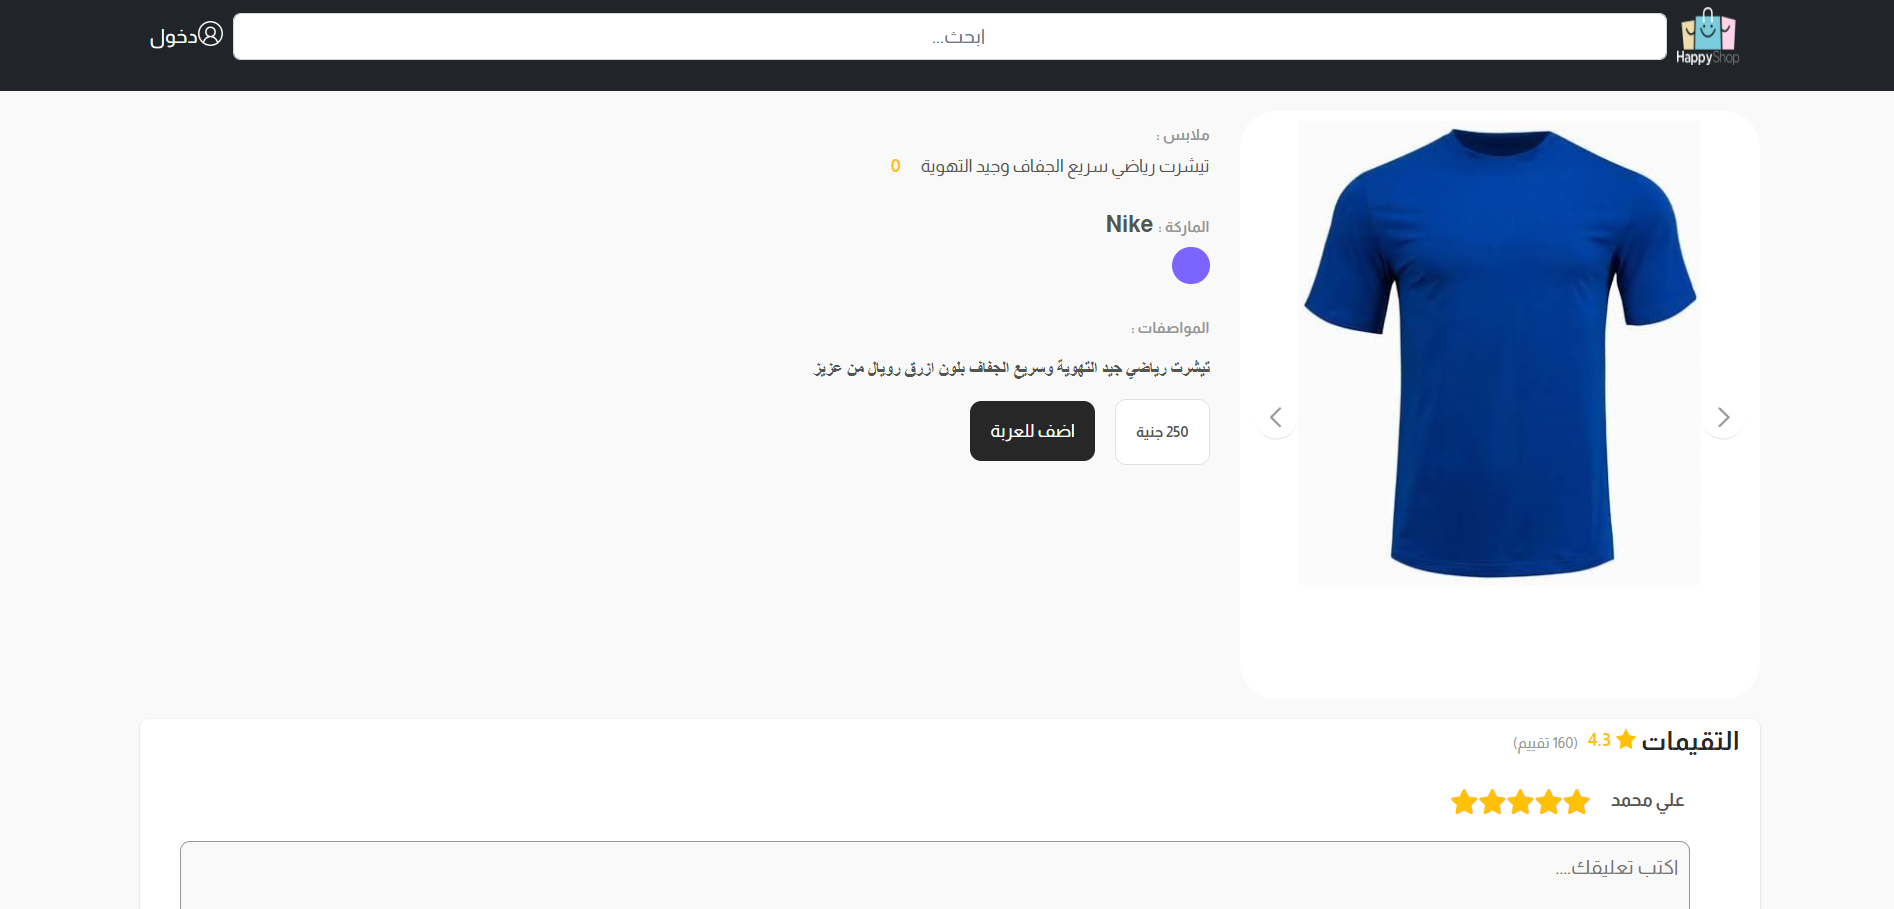 HappyShop
ابحث...
دخول
ملابس :
تيشرت رياضي سريع الجفاف وجيد التهوية 0
الماركة : Nike
المواصفات :
تيشرت رياضي جيد التهوية وسريع الجفاف بلون ازرق رويال من عزيز
250 جنية
اضف للعربة
التقيمات 4.3 (160 تقييم)
علي محمد
اكتب تعليقك....